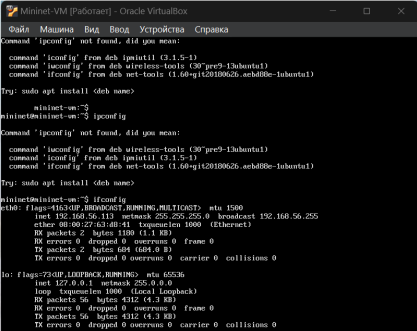 Mininet-VM [Работает] - Oracle VirtualBox
Файл Машина Вид Ввод Устройства Справка
Command 'ipconfig' not found, did you mean:
command 'iconfig' from deb ipmiutil (3.1.5-1)
command 'iwconfig' from deb wireless-tools (30~pre9-13ubuntu1)
command 'ifconfig' from deb net-tools (1.60+git20180626.aebd88e-1ubuntu1)
Try: sudo apt install <deb name>
mininet-vm:~$
mininet@mininet-vm:~$ ipconfig
Command 'ipconfig' not found, did you mean:
command 'iwconfig' from deb wireless-tools (30~pre9-13ubuntu1)
command 'iconfig' from deb ipmiutil (3.1.5-1)
command 'ifconfig' from deb net-tools (1.60+git20180626.aebd88e-1ubuntu1)
Try: sudo apt install <deb name>
mininet@mininet-vm:~$ ifconfig
eth0: flags=4163<UP,BROADCAST,RUNNING,MULTICAST> mtu 1500
inet 192.168.56.113 netmask 255.255.255.0 broadcast 192.168.56.255
ether 08:00:27:63:d8:41 txqueuelen 1000 (Ethernet)
RX packets 2 bytes 1180 (1.1 KB)
RX errors 0 dropped 0 overruns 0 frame 0
TX packets 2 bytes 684 (684.0 B)
TX errors 0 dropped 0 overruns 0 carrier 0 collisions 0
lo: flags=73<UP,LOOPBACK,RUNNING> mtu 65536
inet 127.0.0.1 netmask 255.0.0.0
loop txqueuelen 1000 (Local Loopback)
RX packets 56 bytes 4312 (4.3 KB)
RX errors 0 dropped 0 overruns 0 frame 0
TX packets 56 bytes 4312 (4.3 KB)
TX errors 0 dropped 0 overruns 0 carrier 0 collisions 0